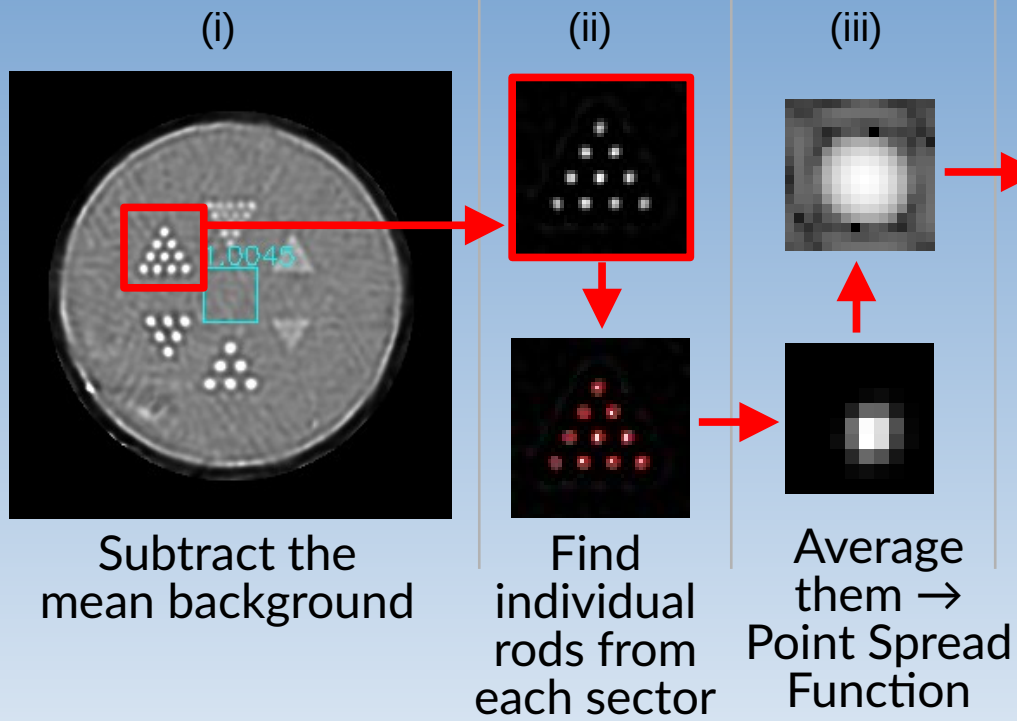 (i)
(ii)
(iii)
1.0045
Subtract the
mean background
Find
individual
rods from
each sector
Average
them →
Point Spread
Function